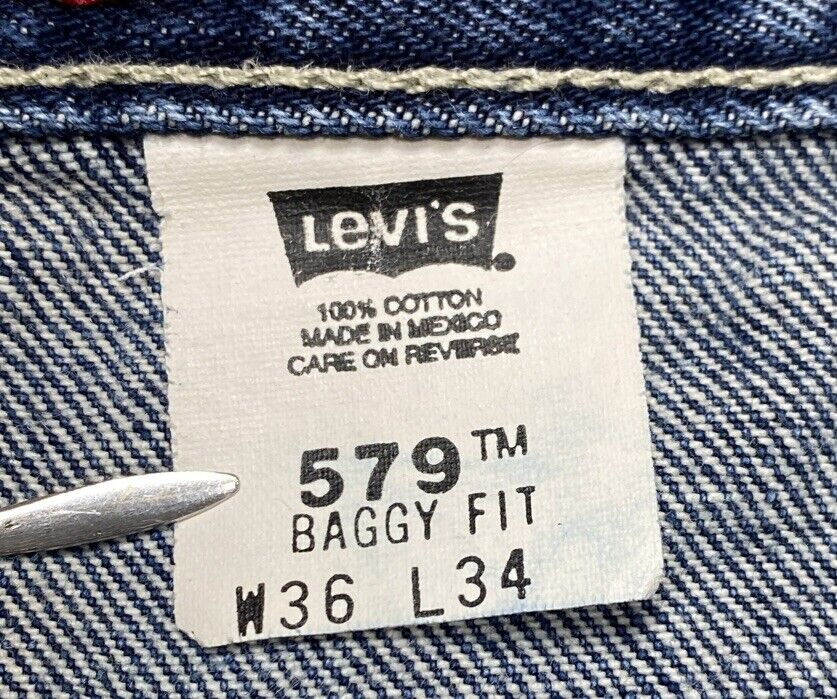 Levi's
100% COTTON
MADE IN MEXICO
CARE ON REVERSE
579™
BAGGY FIT
W36 L34